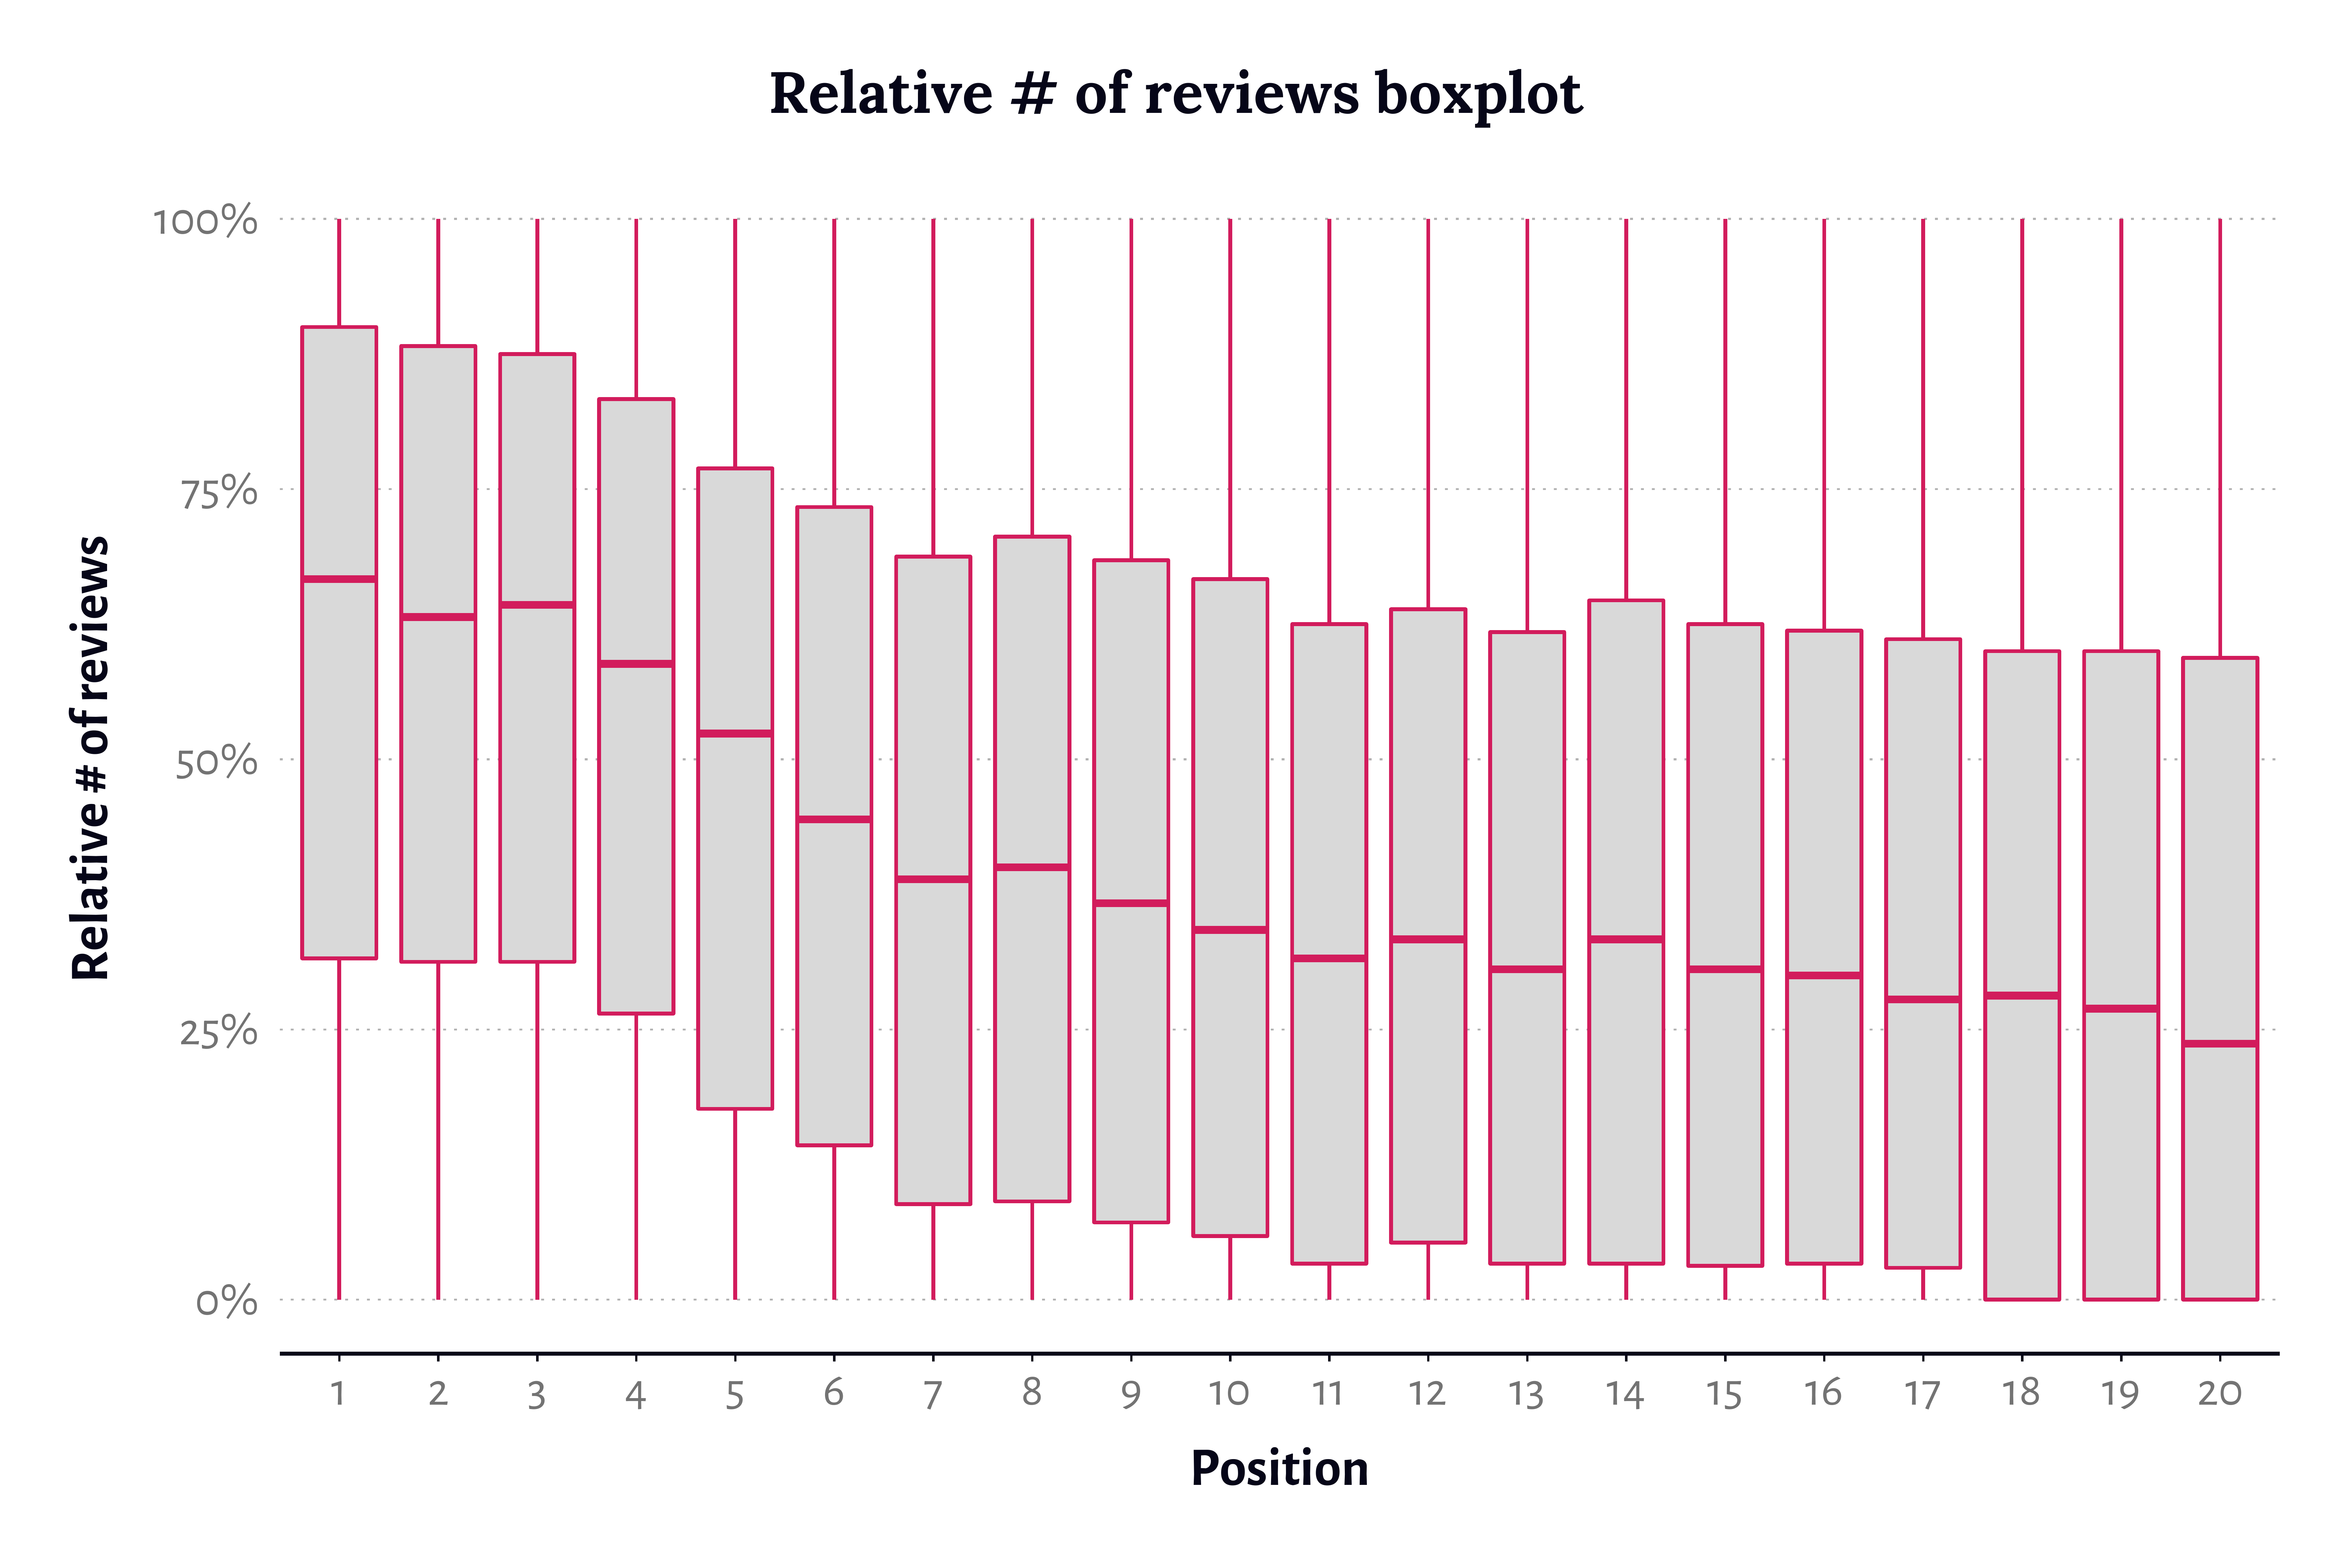 Relative # of reviews boxplot
Relative # of reviews
100%
75%
50%
25%
0%
1 2 3 4 5 6 7 8 9 10 11 12 13 14 15 16 17 18 19 20
Position